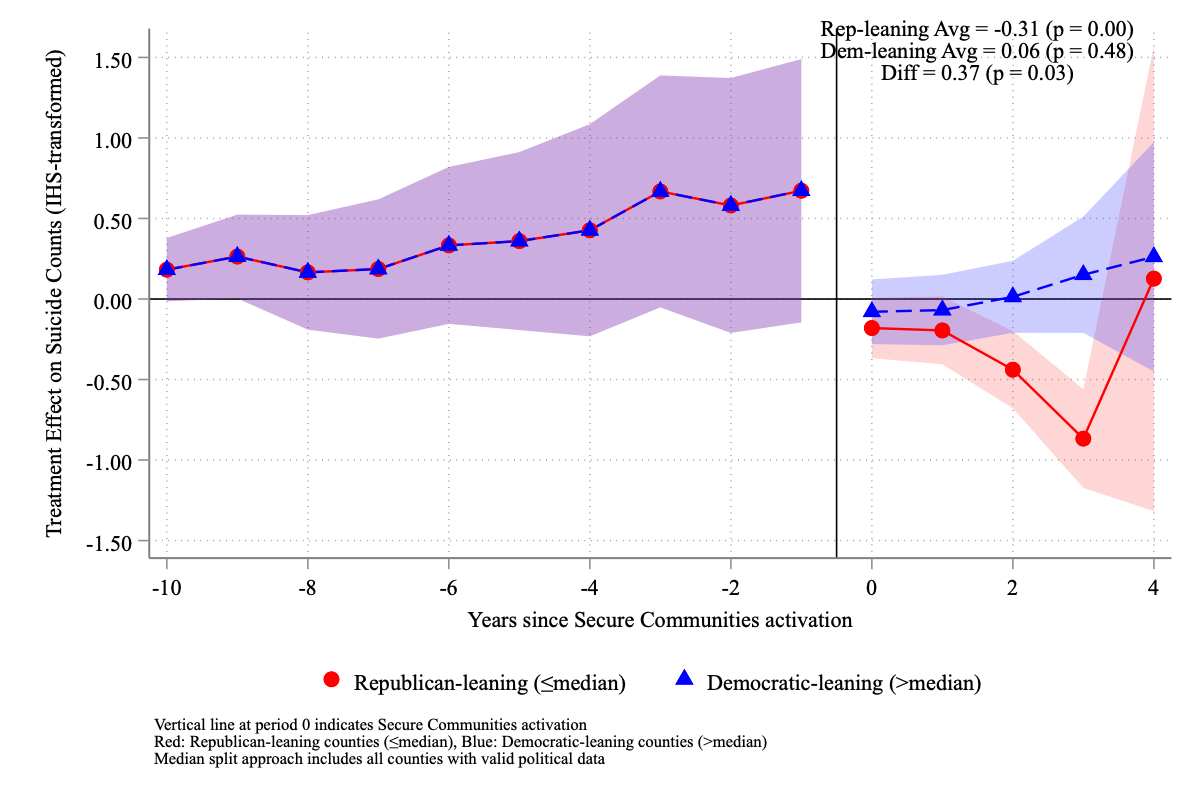 Rep-leaning Avg = -0.31 (p = 0.00)
Dem-leaning Avg = 0.06 (p = 0.48)
Diff = 0.37 (p = 0.03)
Treatment Effect on Suicide Counts (IHS-transformed)
1.50
1.00
0.50
0.00
-0.50
-1.00
-1.50
-10 -8 -6 -4 -2 0 2 4
Years since Secure Communities activation
Republican-leaning (≤median) Democratic-leaning (>median)
Vertical line at period 0 indicates Secure Communities activation
Red: Republican-leaning counties (≤median), Blue: Democratic-leaning counties (>median)
Median split approach includes all counties with valid political data